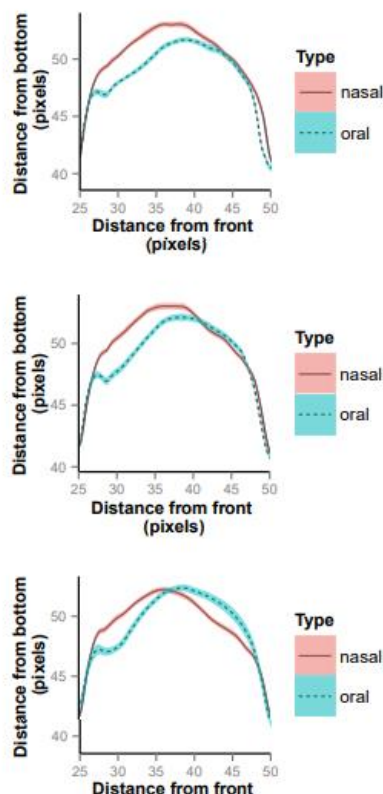 Distance from bottom
(pixels)
50
45
40
25 30 35 40 45 50
Distance from front
(pixels)
Type
nasal
oral
Distance from bottom
(pixels)
50
45
40
25 30 35 40 45 50
Distance from front
(pixels)
Type
nasal
oral
Distance from bottom
(pixels)
50
45
40
25 30 35 40 45 50
Distance from front
Type
nasal
oral